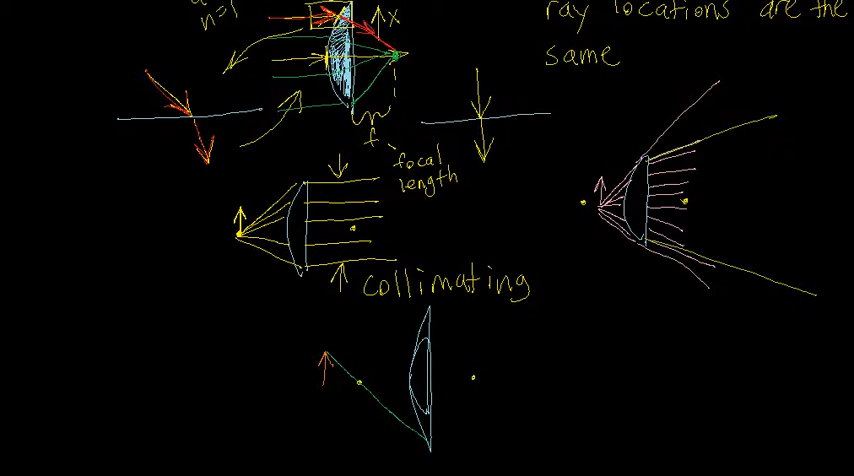 n=1
x
ray locations are the
same
f
focal
length
collimating